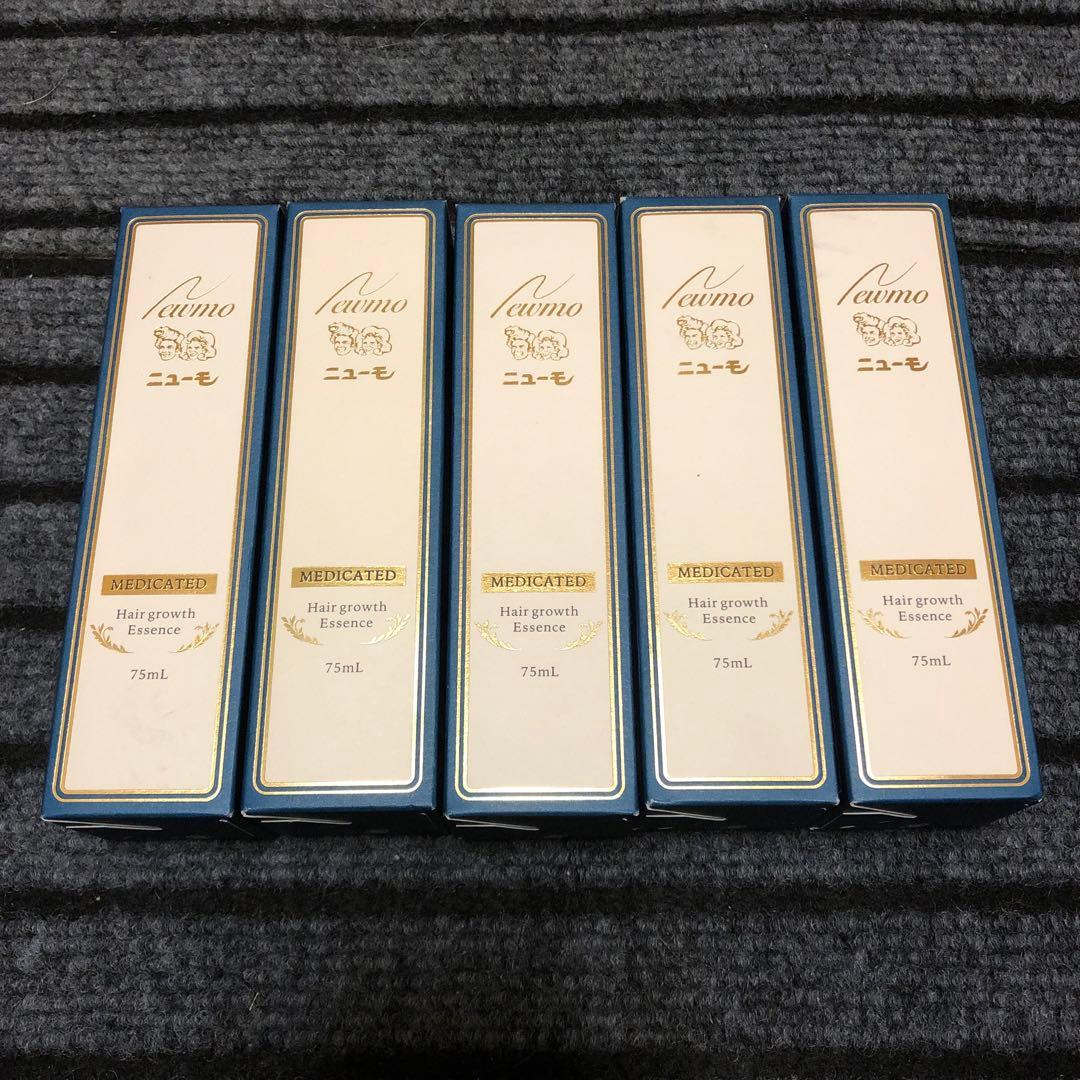 Newmo
ニューモ
MEDICATED
Hair growth
Essence
75mL
Newmo
ニューモ
MEDICATED
Hair growth
Essence
75mL
Newmo
ニューモ
MEDICATED
Hair growth
Essence
75mL
Newmo
ニューモ
MEDICATED
Hair growth
Essence
75mL
Newmo
ニューモ
MEDICATED
Hair growth
Essence
75mL